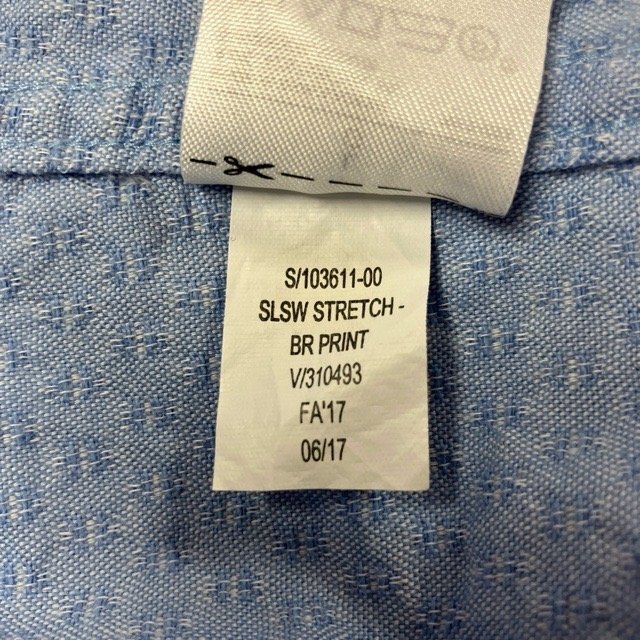 S/103611-00
SLSW STRETCH -
BR PRINT
V/310493
FA'17
06/17